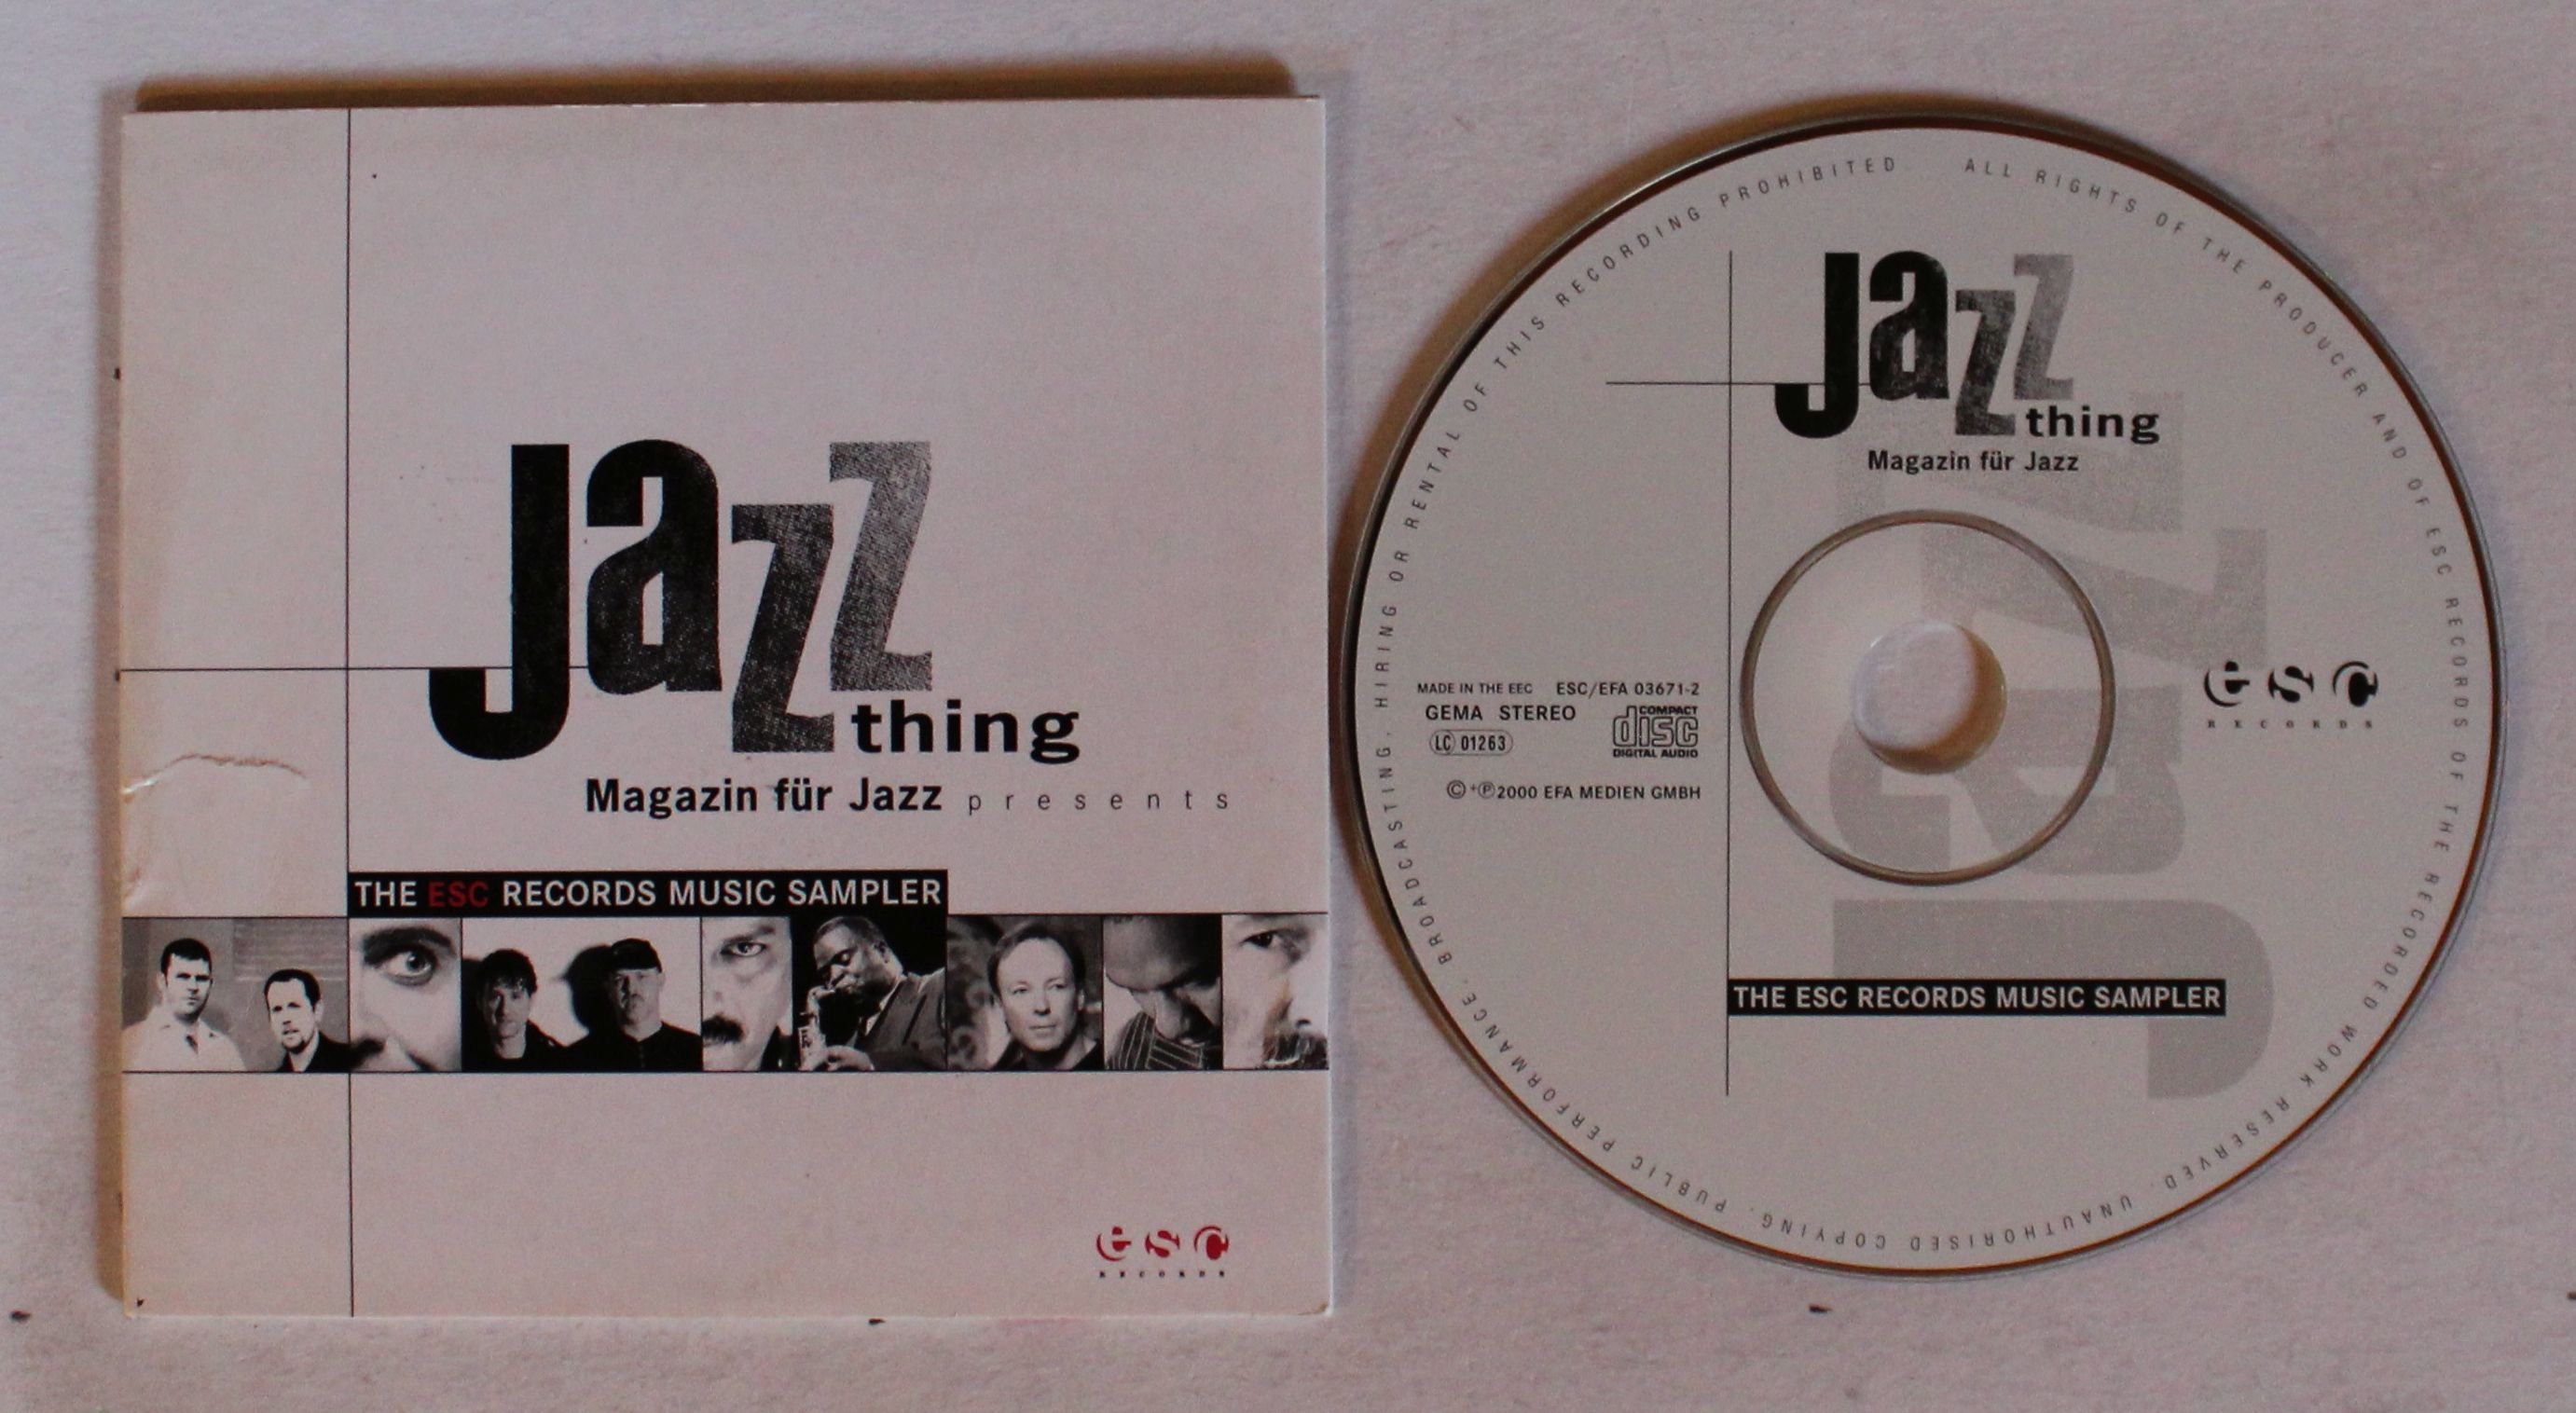 Jazz
thing
Magazin für Jazz presents
THE ESC RECORDS MUSIC SAMPLER
esc
RECORDS
Jazz
thing
Magazin für Jazz
MADE IN THE EEC ESC/EFA 03671-2
GEMA STEREO
COMPACT
disc
DIGITAL AUDIO
LC 01263
© + ℗ 2000 EFA MEDIEN GMBH
esc
RECORDS
THE ESC RECORDS MUSIC SAMPLER
ALL RIGHTS OF THE PRODUCER AND OF ESC RECORDS OF THE RECORDED WORK RESERVED. UNAUTHORISED COPYING, PUBLIC PERFORMANCE, BROADCASTING, HIRING OR RENTAL OF THIS RECORDING PROHIBITED.
Jazz